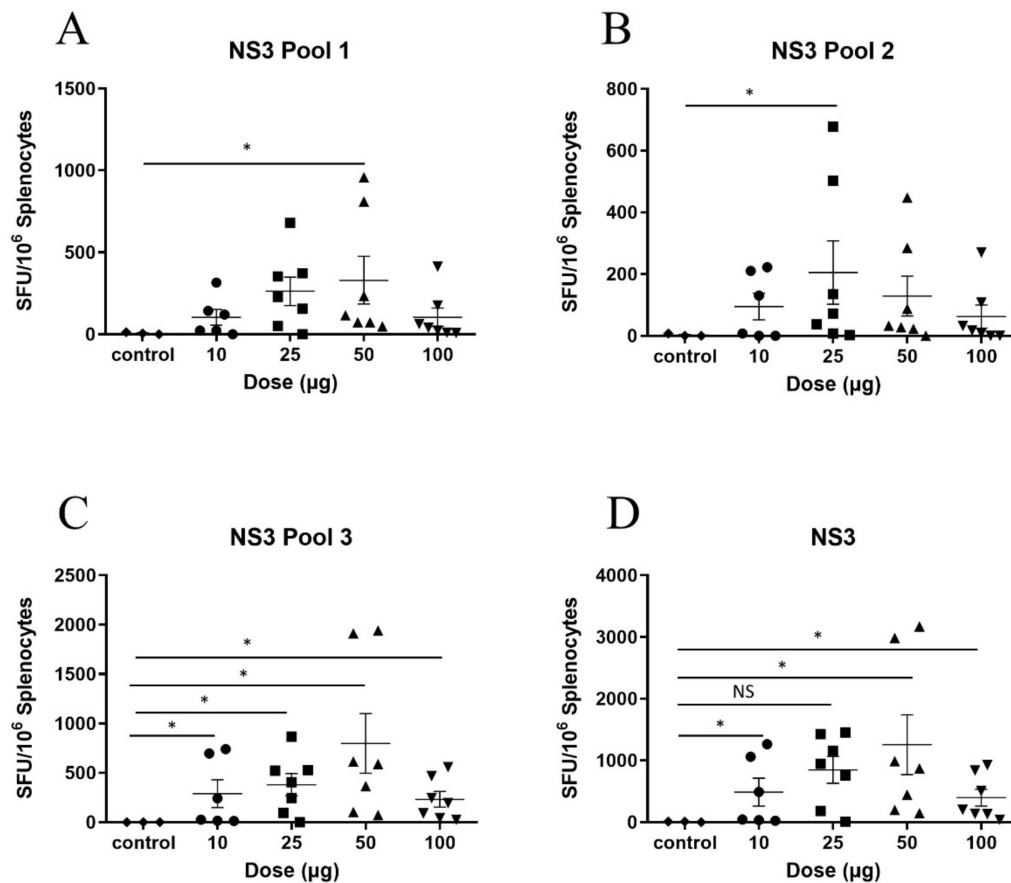 A
NS3 Pool 1
SFU/10⁶ Splenocytes
1500
1000
500
0
*
control 10 25 50 100
Dose (µg)
B
NS3 Pool 2
SFU/10⁶ Splenocytes
800
600
400
200
0
*
control 10 25 50 100
Dose (µg)
C
NS3 Pool 3
SFU/10⁶ Splenocytes
2500
2000
1500
1000
500
0
*
*
*
*
control 10 25 50 100
Dose (µg)
D
NS3
SFU/10⁶ Splenocytes
4000
3000
2000
1000
0
*
*
NS
*
control 10 25 50 100
Dose (µg)